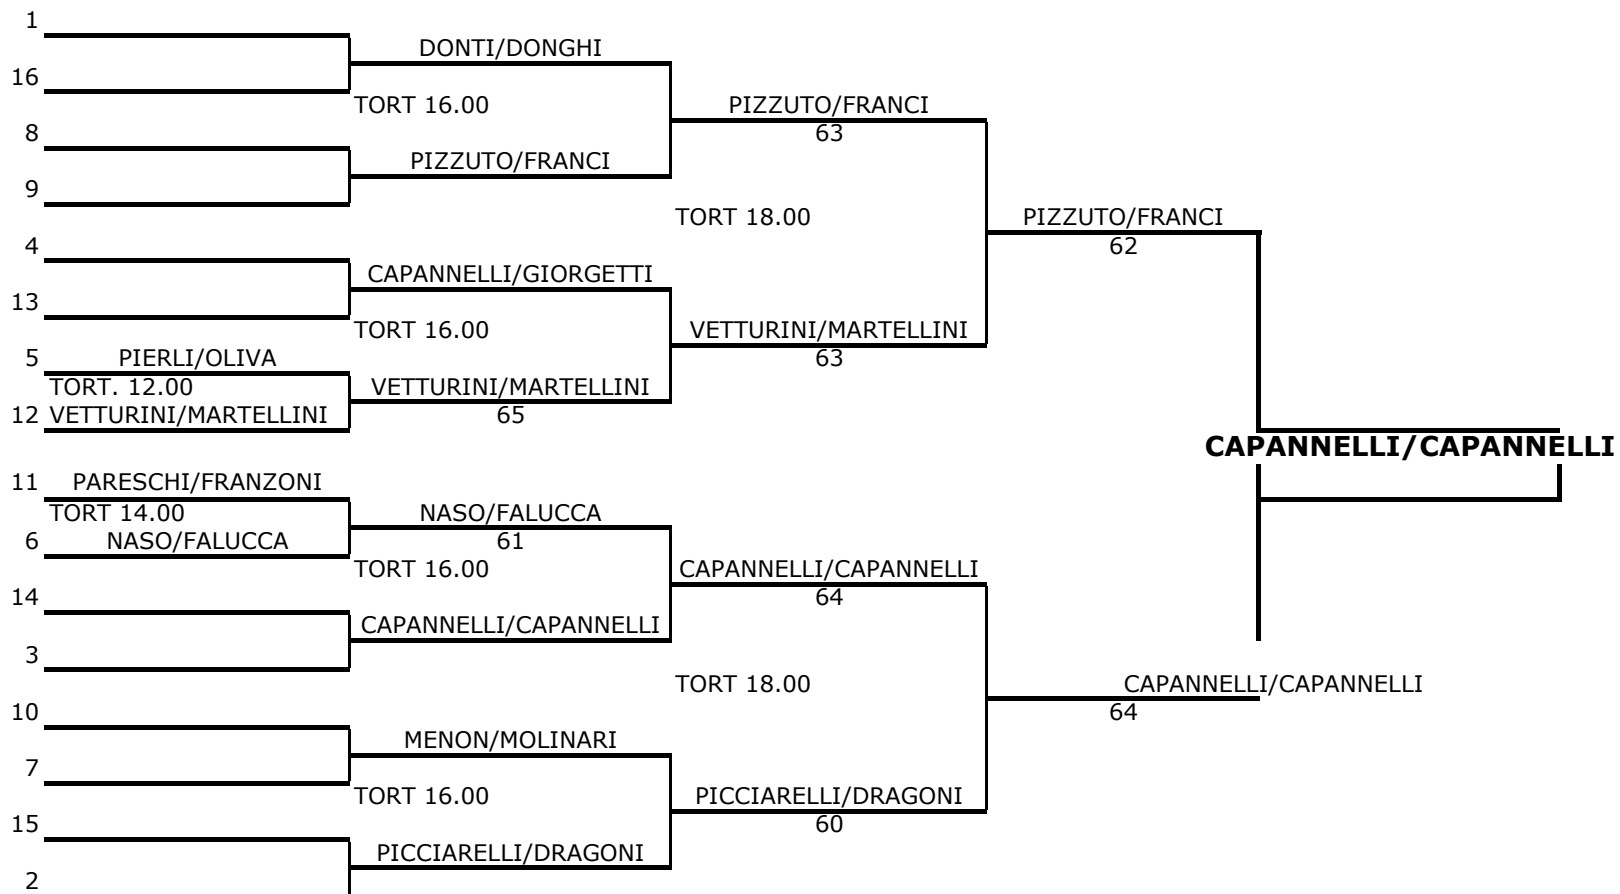 1
DONTI/DONGHI
16
TORT 16.00
PIZZUTO/FRANCI
63
8
PIZZUTO/FRANCI
9
TORT 18.00
PIZZUTO/FRANCI
62
4
CAPANNELLI/GIORGETTI
13
TORT 16.00
VETTURINI/MARTELLINI
63
5 PIERLI/OLIVA
TORT. 12.00
VETTURINI/MARTELLINI
65
12 VETTURINI/MARTELLINI
CAPANNELLI/CAPANNELLI
11 PARESCHI/FRANZONI
TORT 14.00
NASO/FALUCCA
61
6 NASO/FALUCCA
TORT 16.00
CAPANNELLI/CAPANNELLI
64
14
CAPANNELLI/CAPANNELLI
3
TORT 18.00
CAPANNELLI/CAPANNELLI
64
10
MENON/MOLINARI
7
TORT 16.00
PICCIARELLI/DRAGONI
60
15
PICCIARELLI/DRAGONI
2